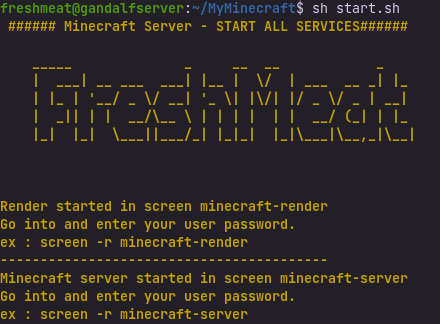 freshmeat@gandalfserver:~/MyMinecraft$ sh start.sh
###### Minecraft Server - START ALL SERVICES######
FreshMeat
Render started in screen minecraft-render
Go into and enter your user password.
ex : screen -r minecraft-render
-----------------------------------------
Minecraft server started in screen minecraft-server
Go into and enter your user password.
ex : screen -r minecraft-server